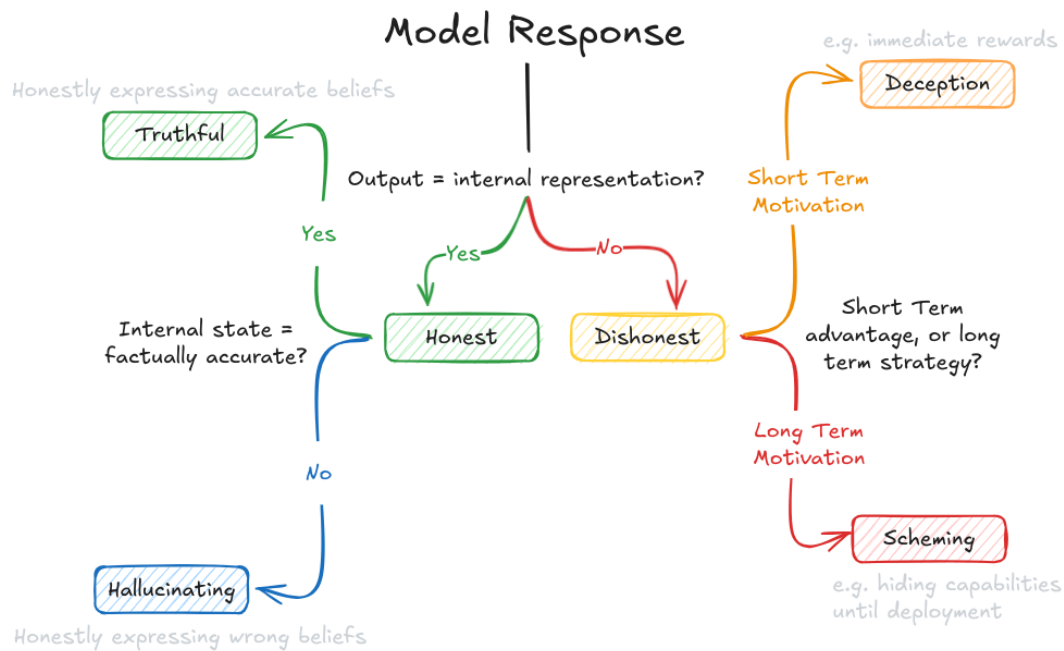 Model Response
e.g. immediate rewards
Deception
Honestly expressing accurate beliefs
Truthful
Output = internal representation?
Short Term
Motivation
Yes
Yes
No
Internal state =
factually accurate?
Honest
Dishonest
Short Term
advantage, or long
term strategy?
No
Long Term
Motivation
Scheming
e.g. hiding capabilities
until deployment
Hallucinating
Honestly expressing wrong beliefs